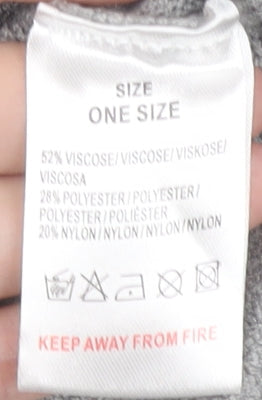 SIZE
ONE SIZE
52% VISCOSE/VISCOSE/VISKOSE/
VISCOSA
28% POLYESTER/POLYESTER/
POLYESTER/POLIÉSTER
20% NYLON/NYLON/NYLON/NYLON
KEEP AWAY FROM FIRE